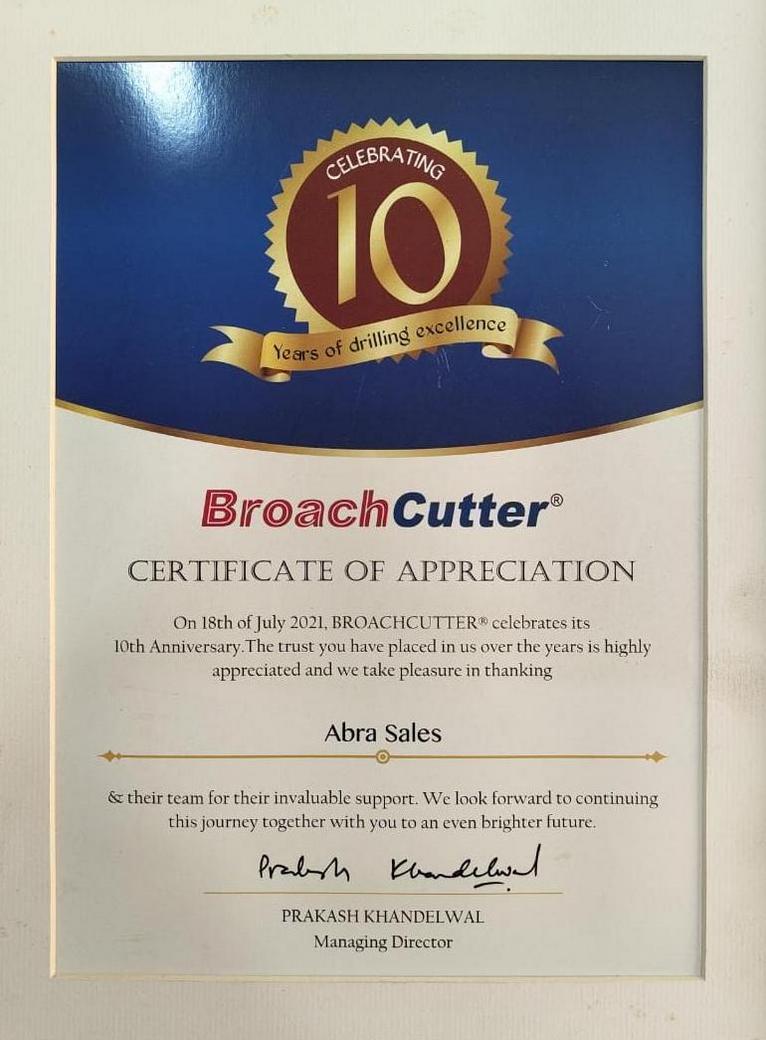 CELEBRATING
10
Years of drilling excellence
BroachCutter®
CERTIFICATE OF APPRECIATION
On 18th of July 2021, BROACHCUTTER® celebrates its
10th Anniversary.The trust you have placed in us over the years is highly
appreciated and we take pleasure in thanking
Abra Sales
& their team for their invaluable support. We look forward to continuing
this journey together with you to an even brighter future.
Prakash Khandelwal
PRAKASH KHANDELWAL
Managing Director